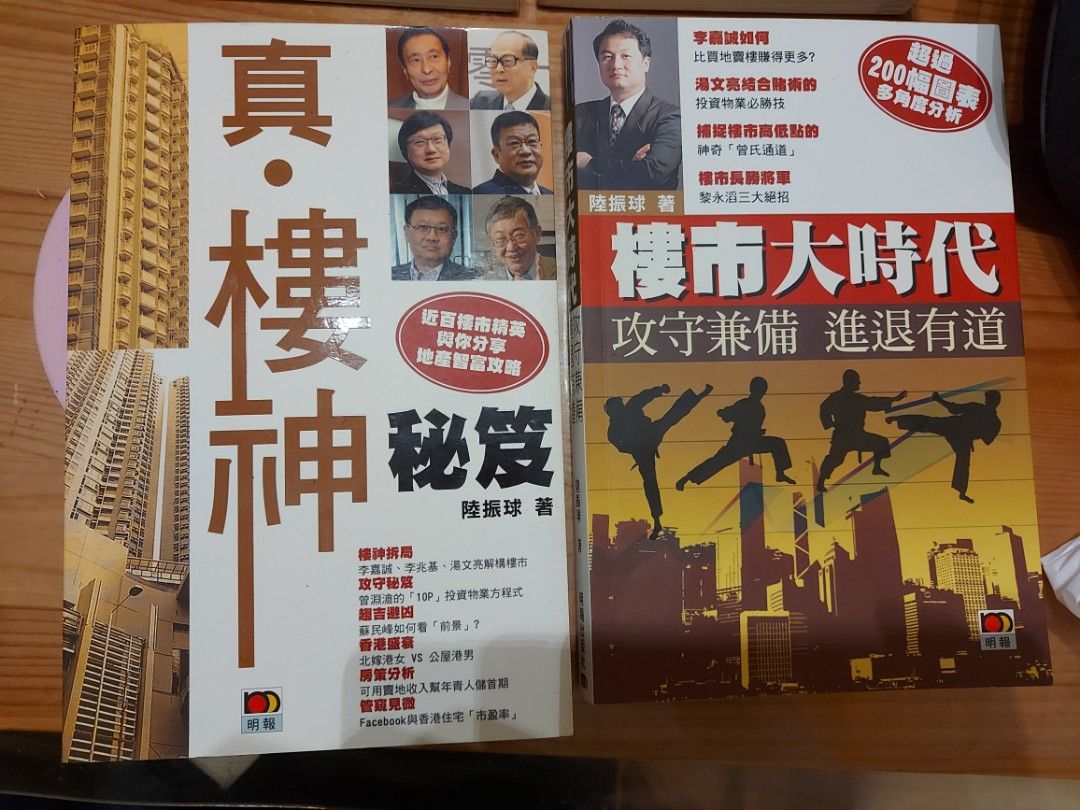 真・樓神
零
近百樓市精英
與你分享
地產智富攻略
秘笈
陸振球 著
樓神拆局
李嘉誠、李兆基、湯文亮解構樓市
攻守秘笈
曾淵滄的「10P」投資物業方程式
趨吉避凶
蘇民峰如何看「前景」?
香港盛衰
北嫁港女 VS 公屋港男
房策分析
可用賣地收入幫年青人儲首期
管窺見微
Facebook與香港住宅「市盈率」
明報
李嘉誠如何
比買地賣樓賺得更多?
湯文亮結合賭術的
投資物業必勝技
捕捉樓市高低點的
神奇「曾氏通道」
樓市長勝將軍
黎永滔三大絕招
超過
200幅圖表
多角度分析
陸振球 著
樓市大時代
攻守兼備 進退有道
明報